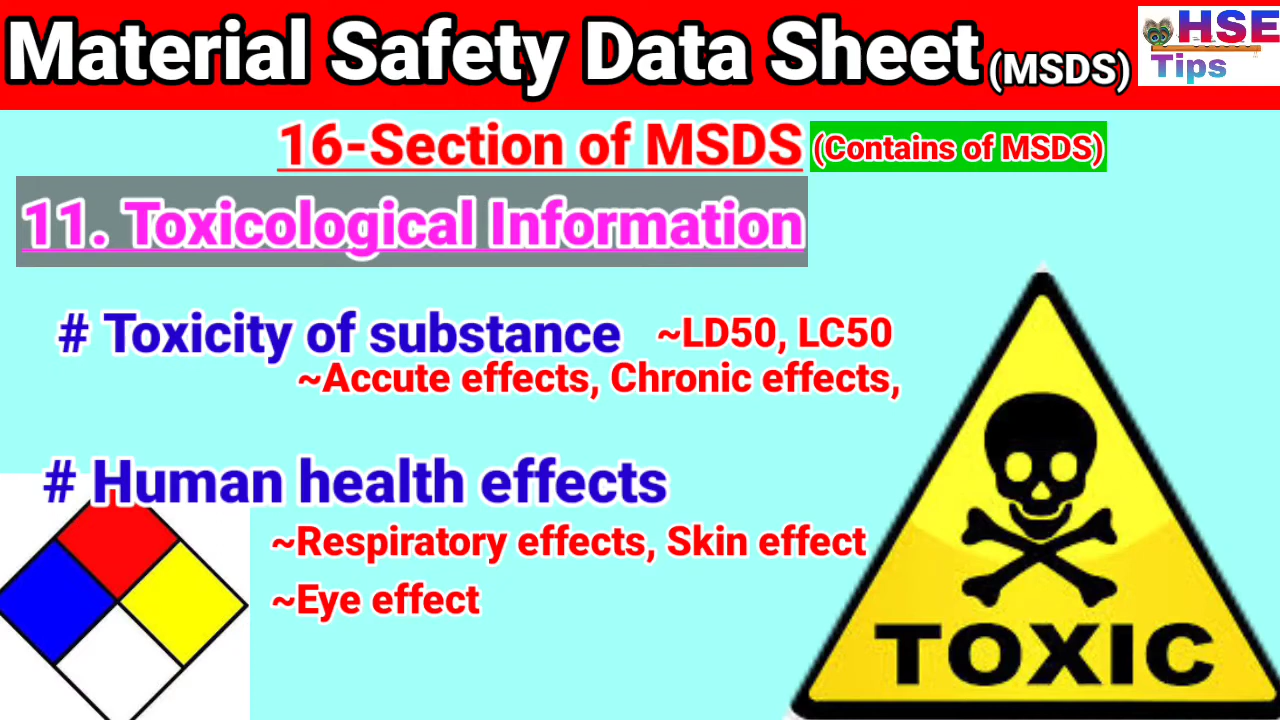 Material Safety Data Sheet (MSDS)
HSE
Tips
16-Section of MSDS (Contains of MSDS)
11. Toxicological Information
# Toxicity of substance ~LD50, LC50
~Accute effects, Chronic effects,
# Human health effects
~Respiratory effects, Skin effect
~Eye effect
TOXIC